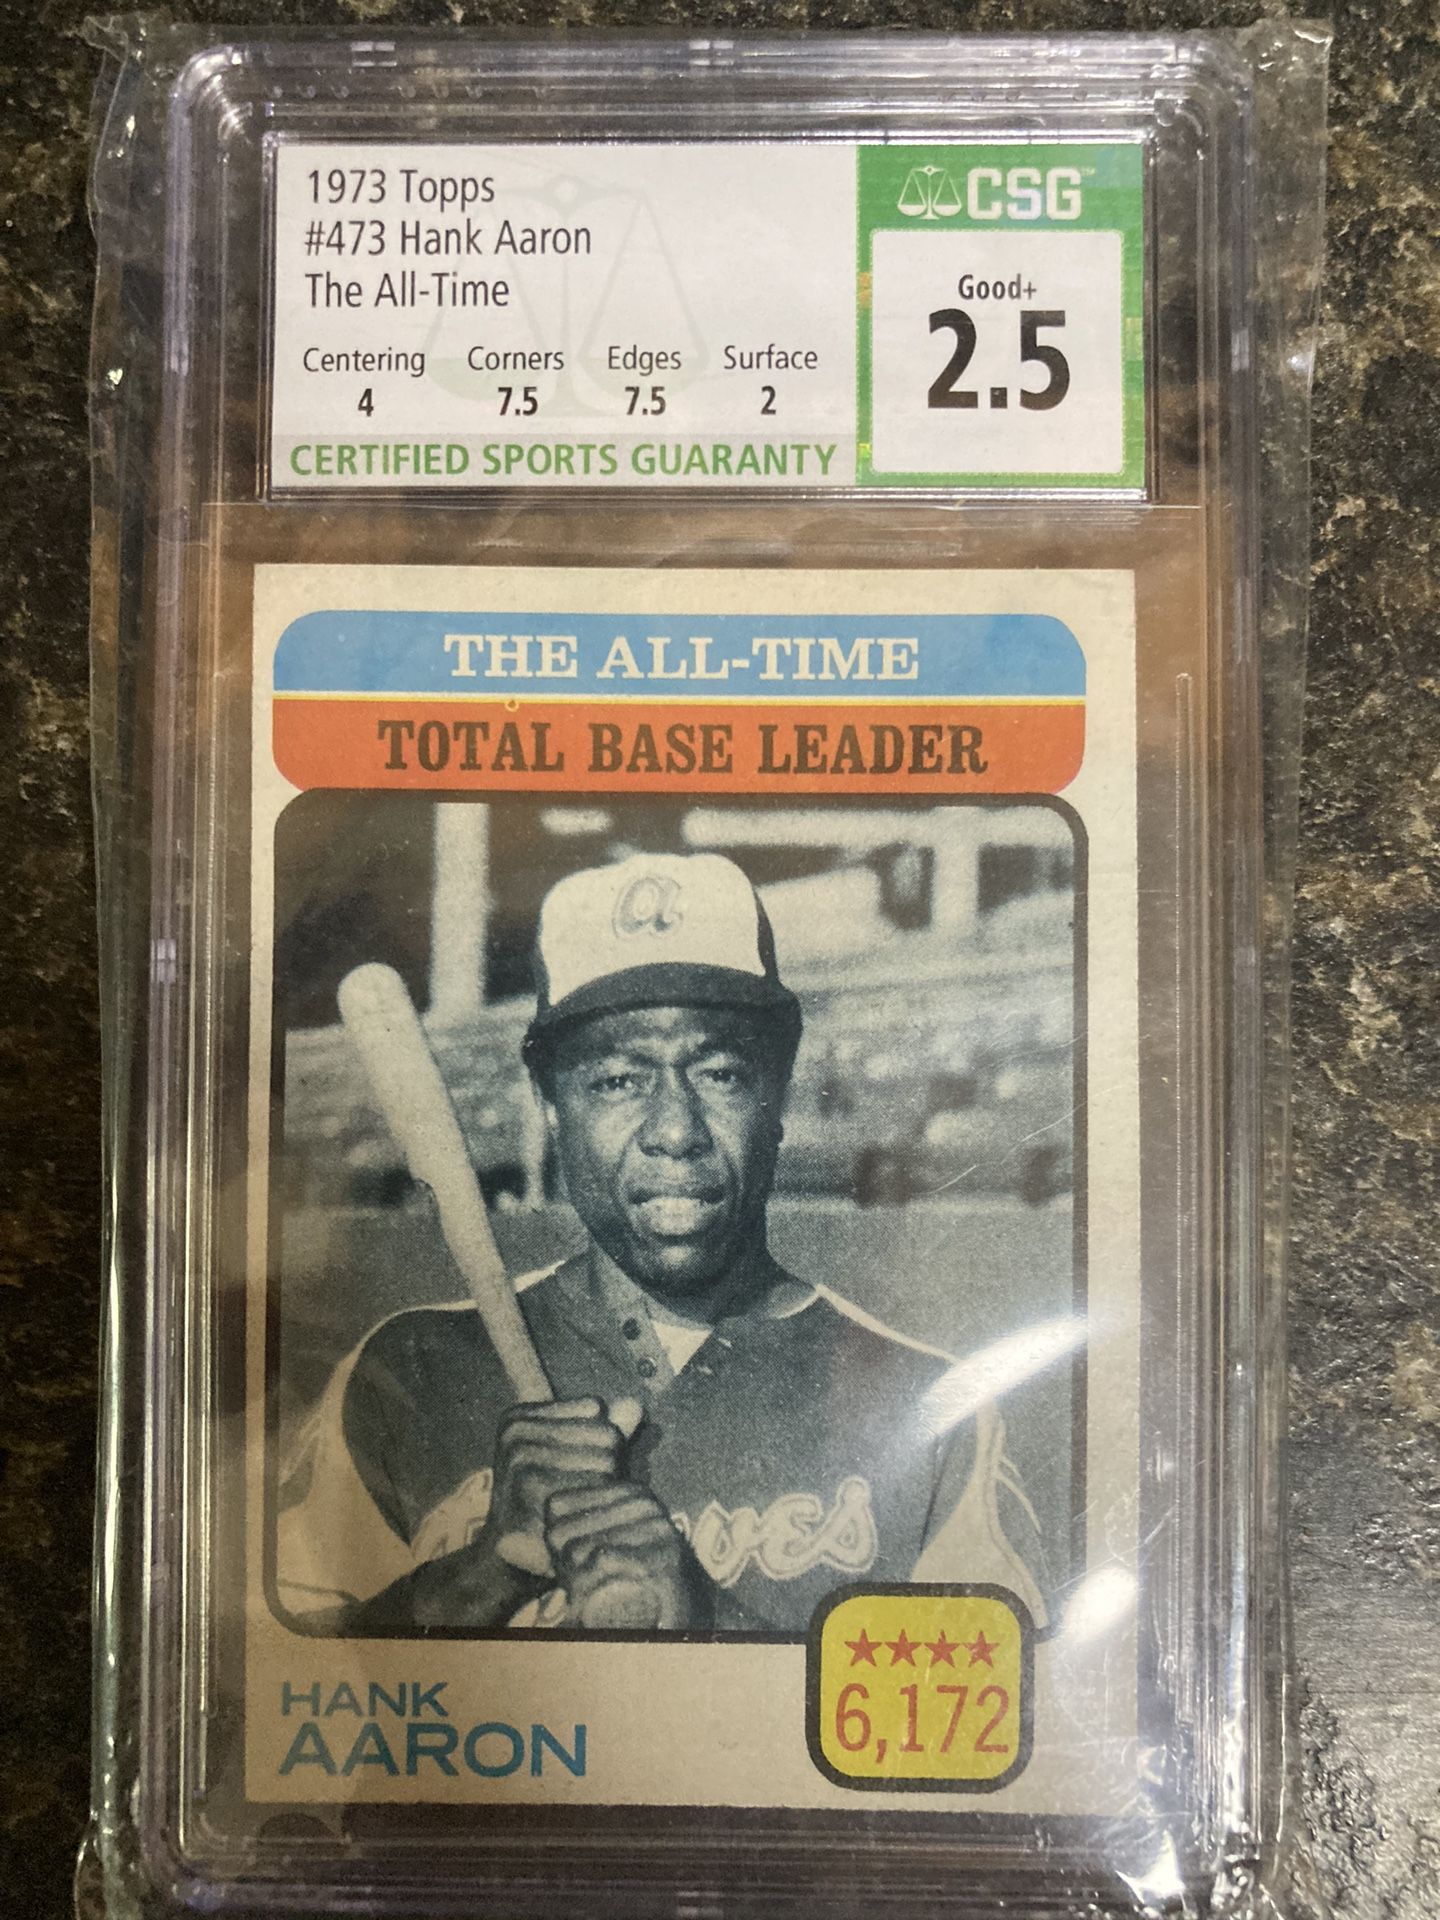 1973 Topps
#473 Hank Aaron
The All-Time
Centering Corners Edges Surface
4 7.5 7.5 2
CERTIFIED SPORTS GUARANTY
CSG™
Good+
2.5
THE ALL-TIME
TOTAL BASE LEADER
a
HANK
AARON
6,172